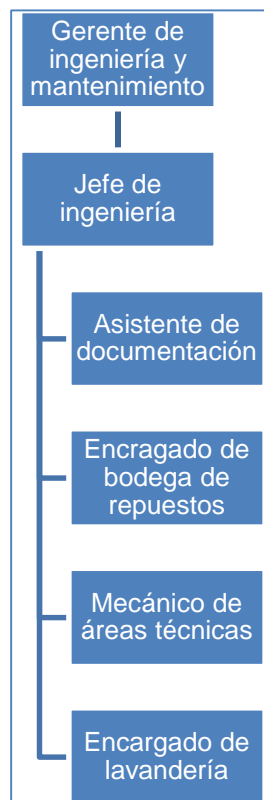 Gerente de
ingeniería y
mantenimiento
Jefe de
ingeniería
Asistente de
documentación
Encragado de
bodega de
repuestos
Mecánico de
áreas técnicas
Encargado de
lavandería